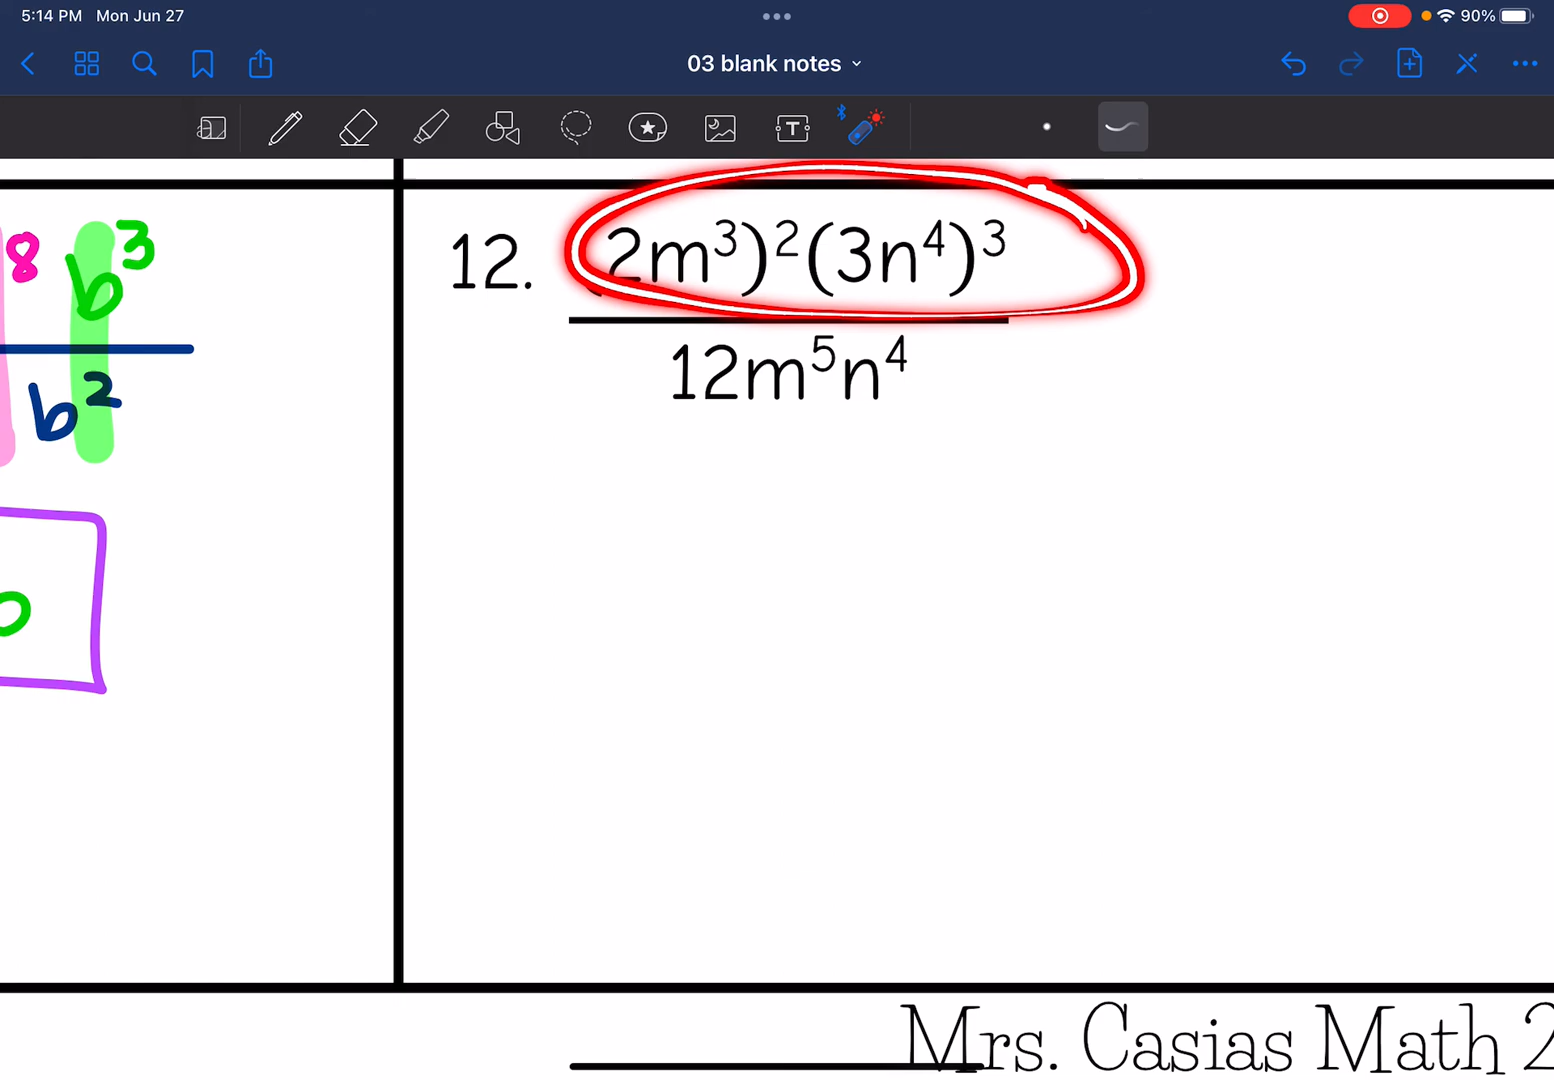 5:14 PM Mon Jun 27
90%
03 blank notes
T
8 b³
b²
12. (2m³)²(3n⁴)³
12m⁵n⁴
Mrs. Casias Math 2